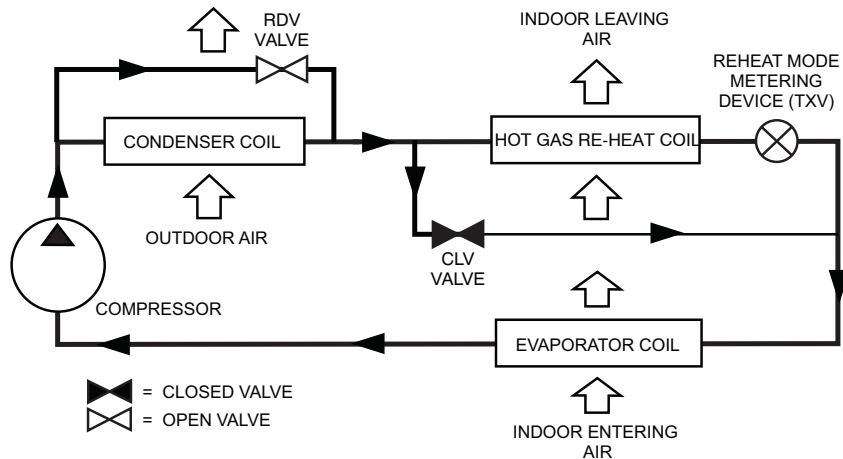 RDV
VALVE
INDOOR LEAVING
AIR
REHEAT MODE
METERING
DEVICE (TXV)
CONDENSER COIL
HOT GAS RE-HEAT COIL
OUTDOOR AIR
CLV
VALVE
COMPRESSOR
EVAPORATOR COIL
= CLOSED VALVE
= OPEN VALVE
INDOOR ENTERING
AIR